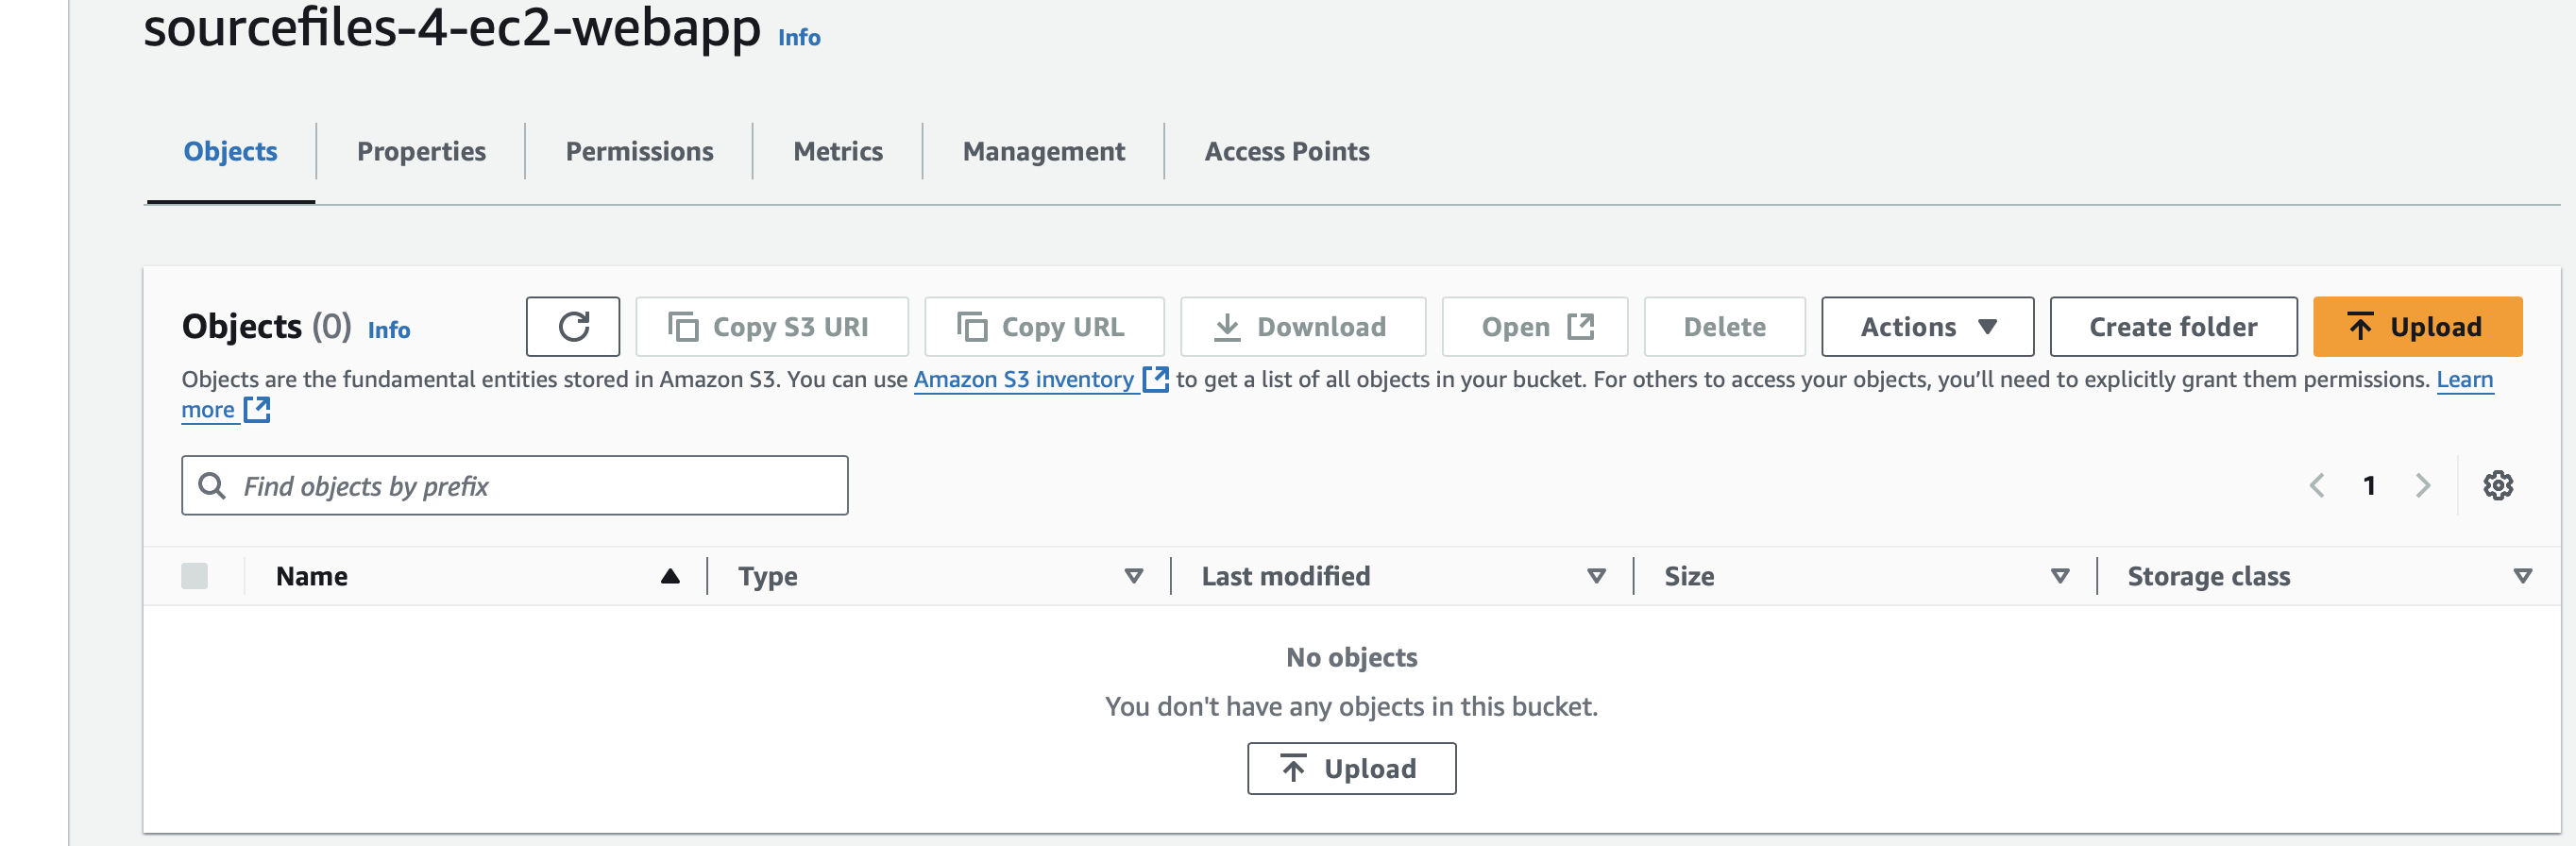 sourcefiles-4-ec2-webapp Info
Objects Properties Permissions Metrics Management Access Points
Objects (0) Info Copy S3 URI Copy URL Download Open Delete Actions Create folder Upload
Objects are the fundamental entities stored in Amazon S3. You can use Amazon S3 inventory to get a list of all objects in your bucket. For others to access your objects, you’ll need to explicitly grant them permissions. Learn
more
Find objects by prefix 1
Name Type Last modified Size Storage class
No objects
You don't have any objects in this bucket.
Upload